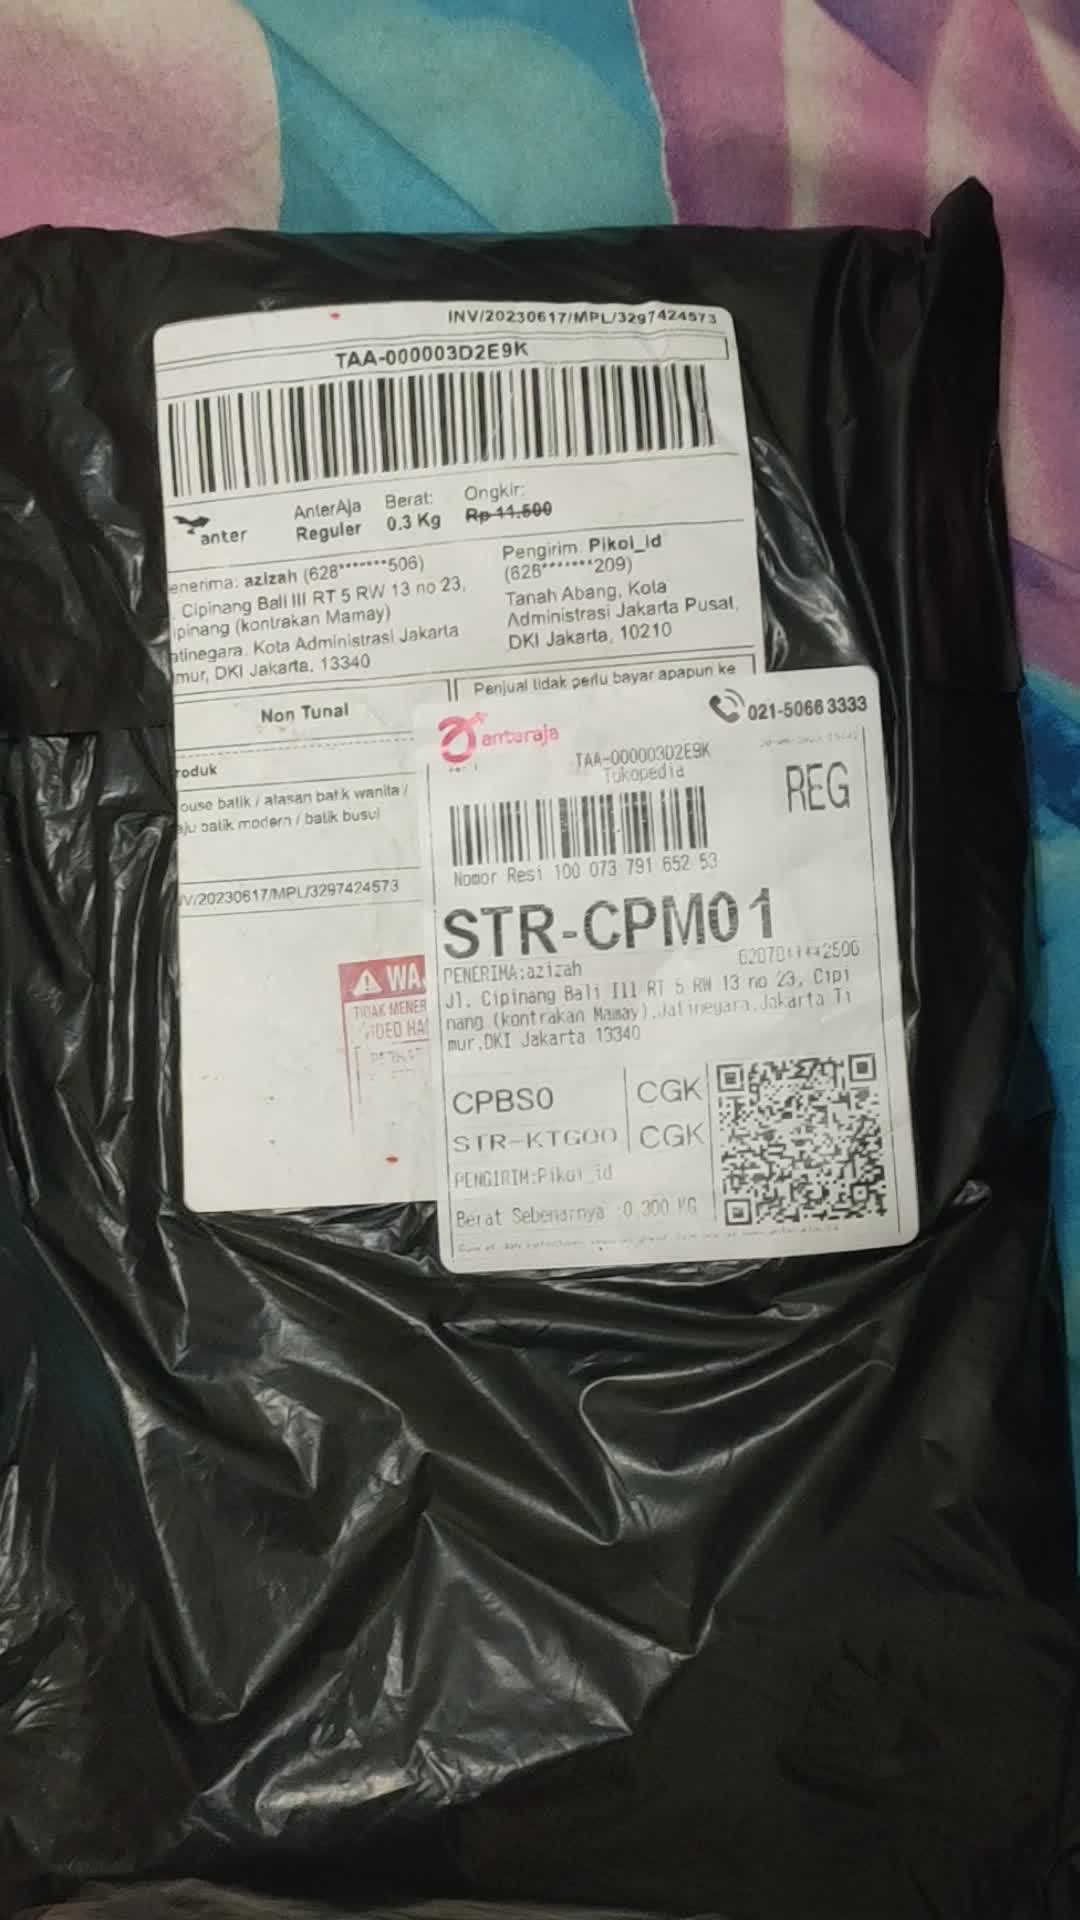 INV/20230617/MPL/3297424573
TAA-000003D2E9K
anter
AnterAja
Reguler
Berat:
0.3 Kg
Ongkir:
Rp 11.500
enerima: azizah (628*******506)
. Cipinang Bali III RT 5 RW 13 no 23,
ipinang (kontrakan Mamay)
atinegara, Kota Administrasi Jakarta
mur, DKI Jakarta, 13340
Pengirim: Pikoi_id
(628*******209)
Tanah Abang, Kota
Administrasi Jakarta Pusat,
DKI Jakarta, 10210
Non Tunai
Penjual tidak perlu bayar apapun ke
roduk
ouse batik / atasan batik wanita /
aju batik modern / batik busui
V/20230617/MPL/3297424573
WA
TIDAK MENER
VIDEO HA
anteraja
021-5066 3333
TAA-000003D2E9K
Tokopedia
REG
Nomor Resi 100 073 791 652 53
STR-CPM01
PENERIMA:azizah
Jl. Cipinang Bali III RT 5 RW 13 no 23, Cipi
nang (kontrakan Mamay),Jatinegara,Jakarta Ti
mur,DKI Jakarta 13340
CPBS0
CGK
STR-KTG00
CGK
PENGIRIM:Pikoi_id
Berat Sebenarnya :0.300 KG